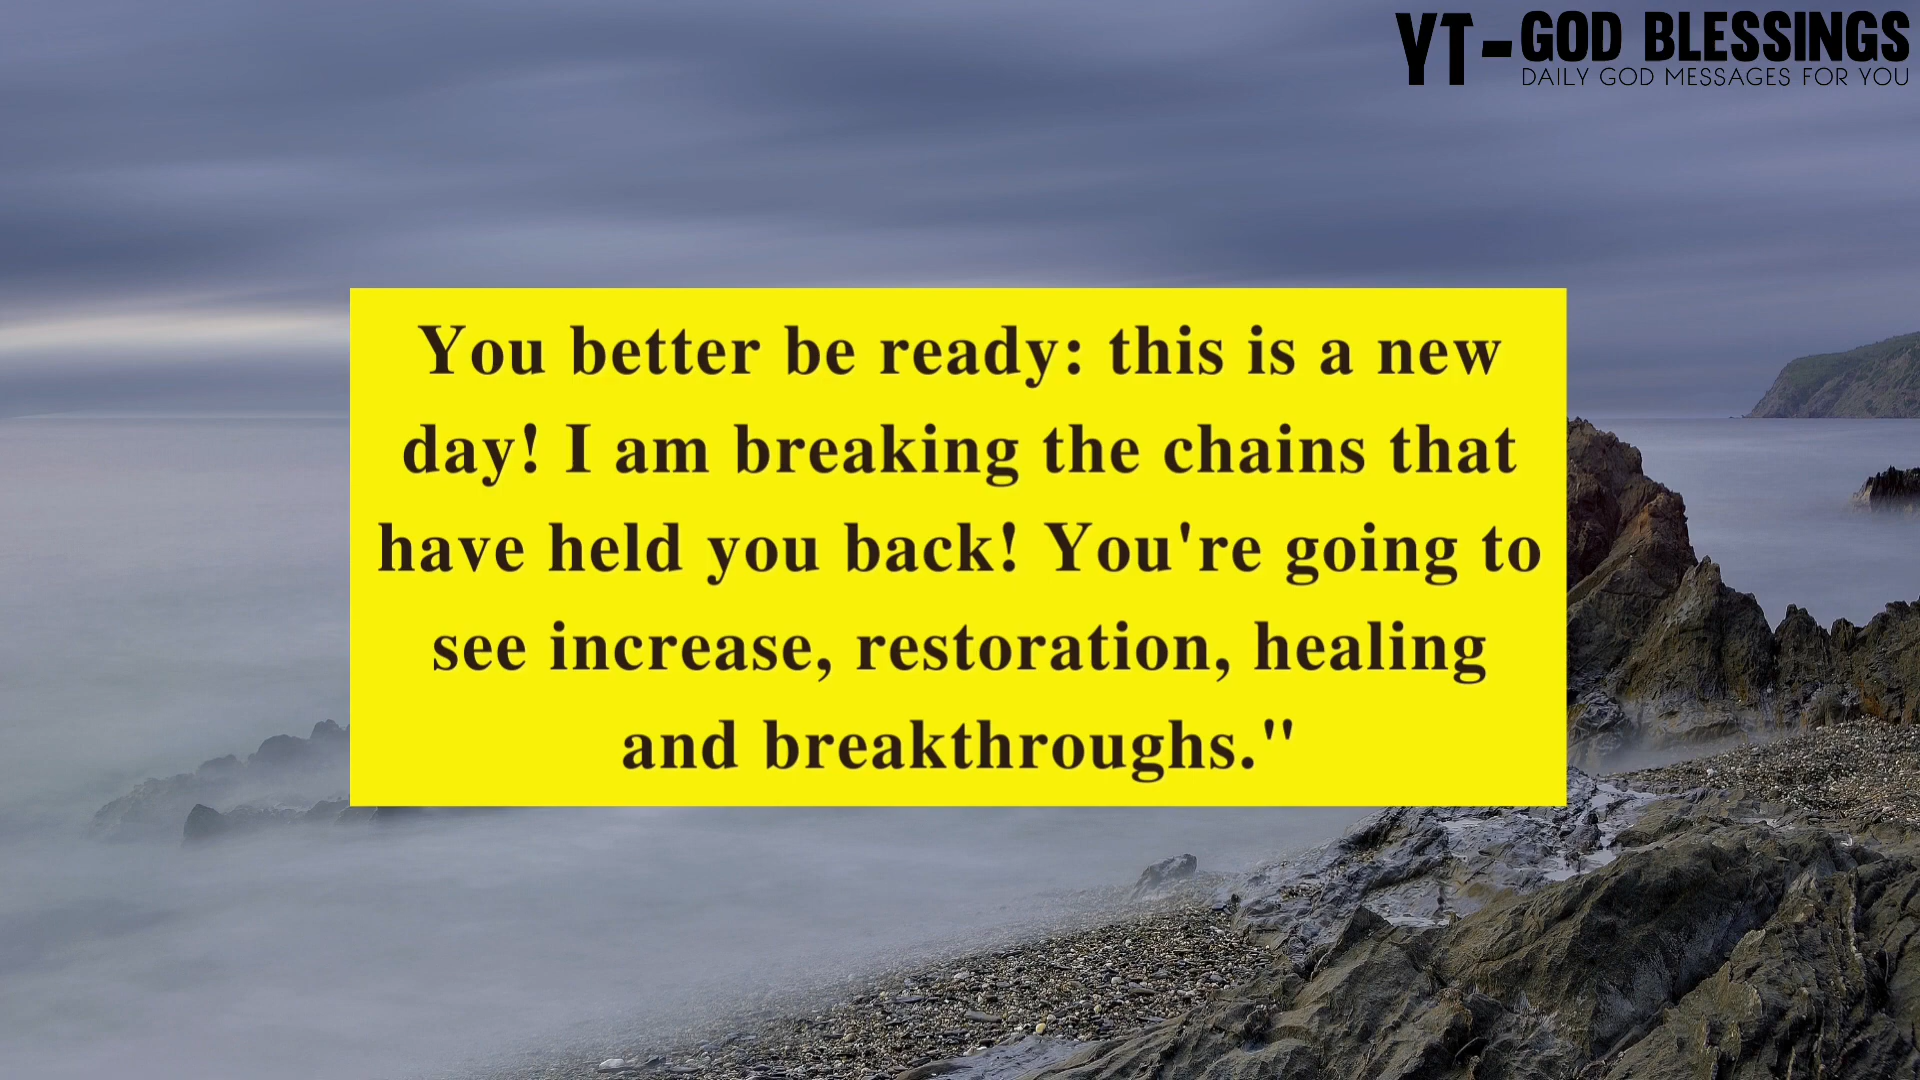 YT-GOD BLESSINGS
DAILY GOD MESSAGES FOR YOU
You better be ready: this is a new
day! I am breaking the chains that
have held you back! You're going to
see increase, restoration, healing
and breakthroughs."